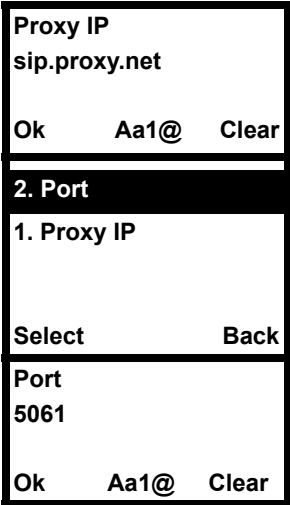 Proxy IP
sip.proxy.net
Ok Aa1@ Clear
2. Port
1. Proxy IP
Select Back
Port
5061
Ok Aa1@ Clear